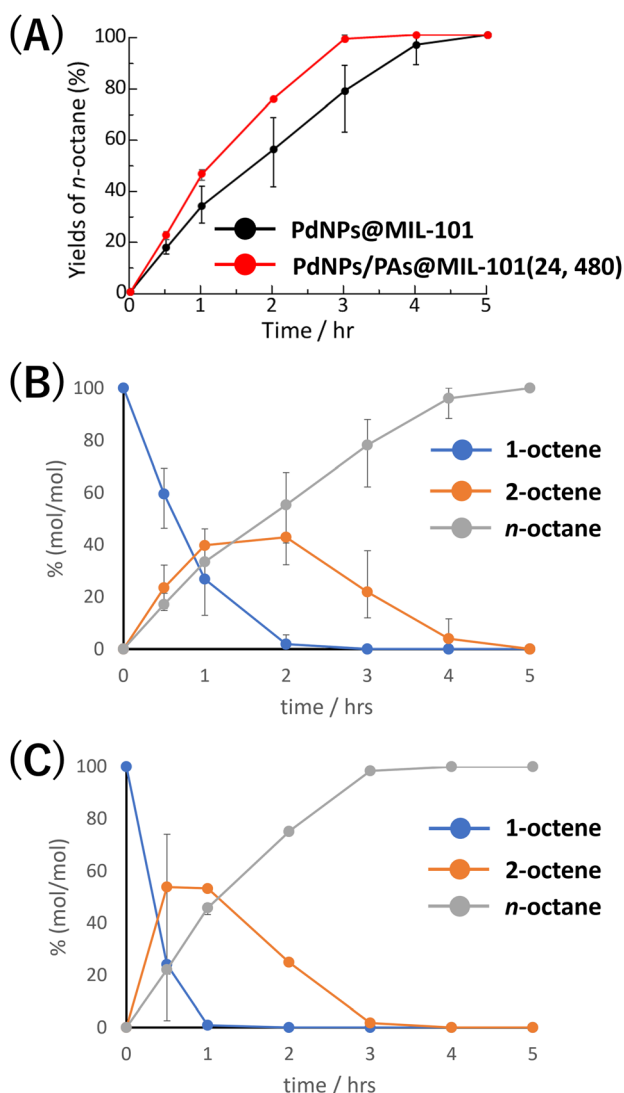 (A)
Yields of n-octane (%)
100
80
60
40
20
0
0 1 2 3 4 5
Time / hr
PdNPs@MIL-101
PdNPs/PAs@MIL-101(24, 480)
(B)
% (mol/mol)
100
80
60
40
20
0
0 1 2 3 4 5
time / hrs
1-octene
2-octene
n-octane
(C)
% (mol/mol)
100
80
60
40
20
0
0 1 2 3 4 5
time / hrs
1-octene
2-octene
n-octane